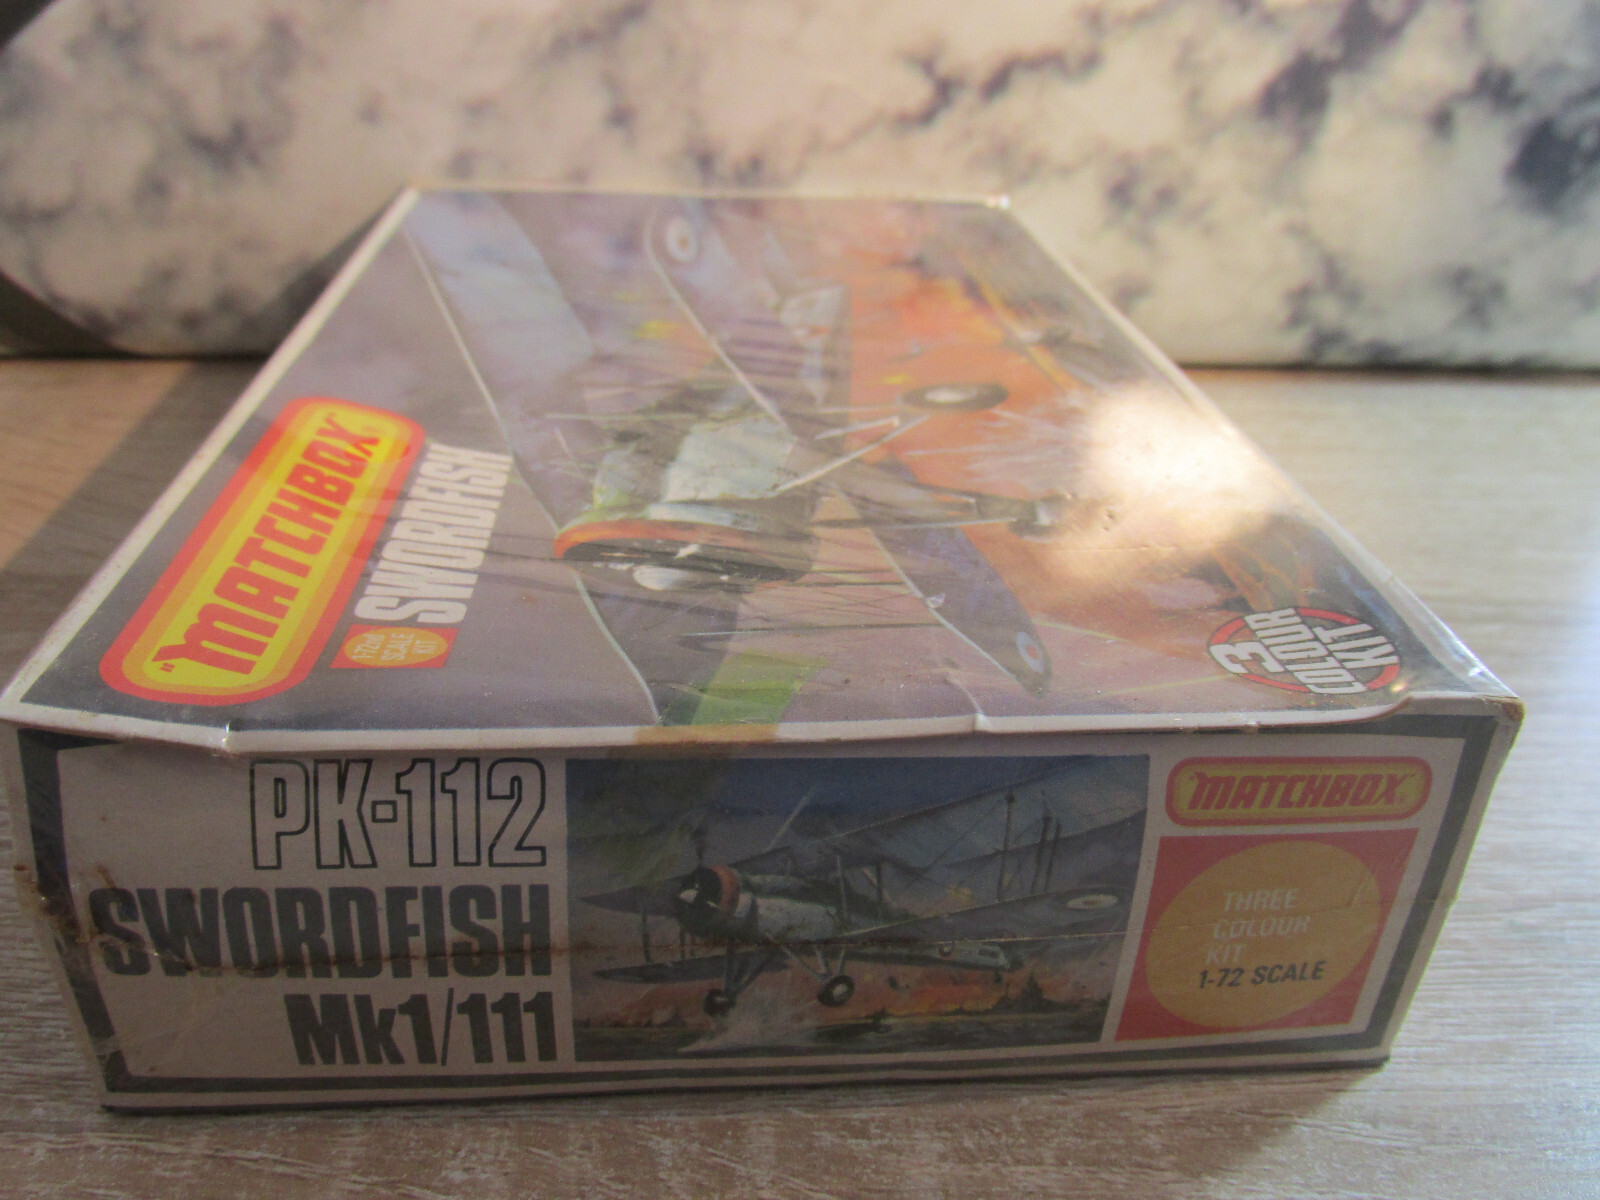 "MATCHBOX"
SWORDFISH
1-72nd
SCALE
KIT
3
COLOUR
KIT
PK-112
SWORDFISH
Mk1/111
"MATCHBOX"
THREE
COLOUR
KIT
1-72 SCALE